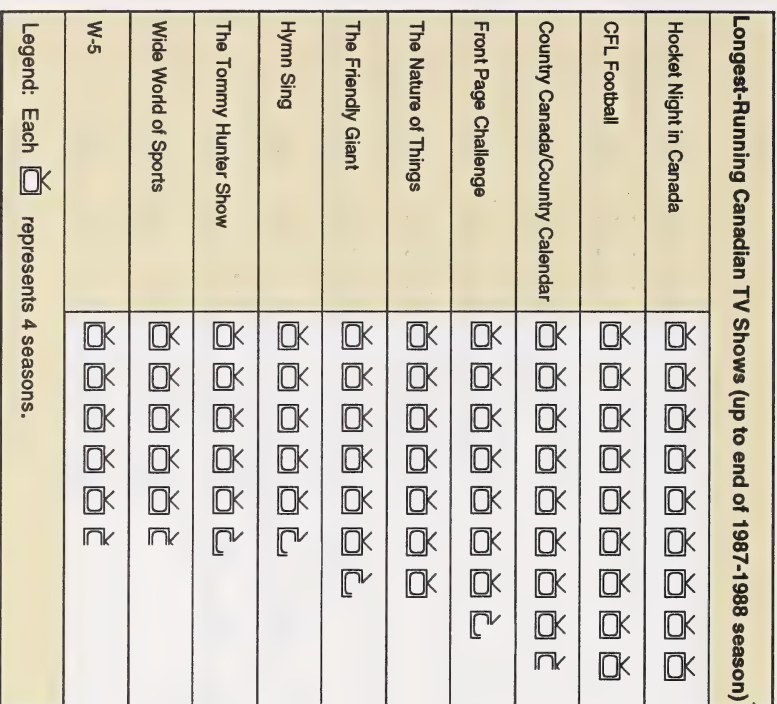 Longest-Running Canadian TV Shows (up to end of 1987-1988 season)
Hocket Night in Canada
CFL Football
Country Canada/Country Calendar
Front Page Challenge
The Nature of Things
The Friendly Giant
Hymn Sing
The Tommy Hunter Show
Wide World of Sports
W-5
Legend: Each represents 4 seasons.